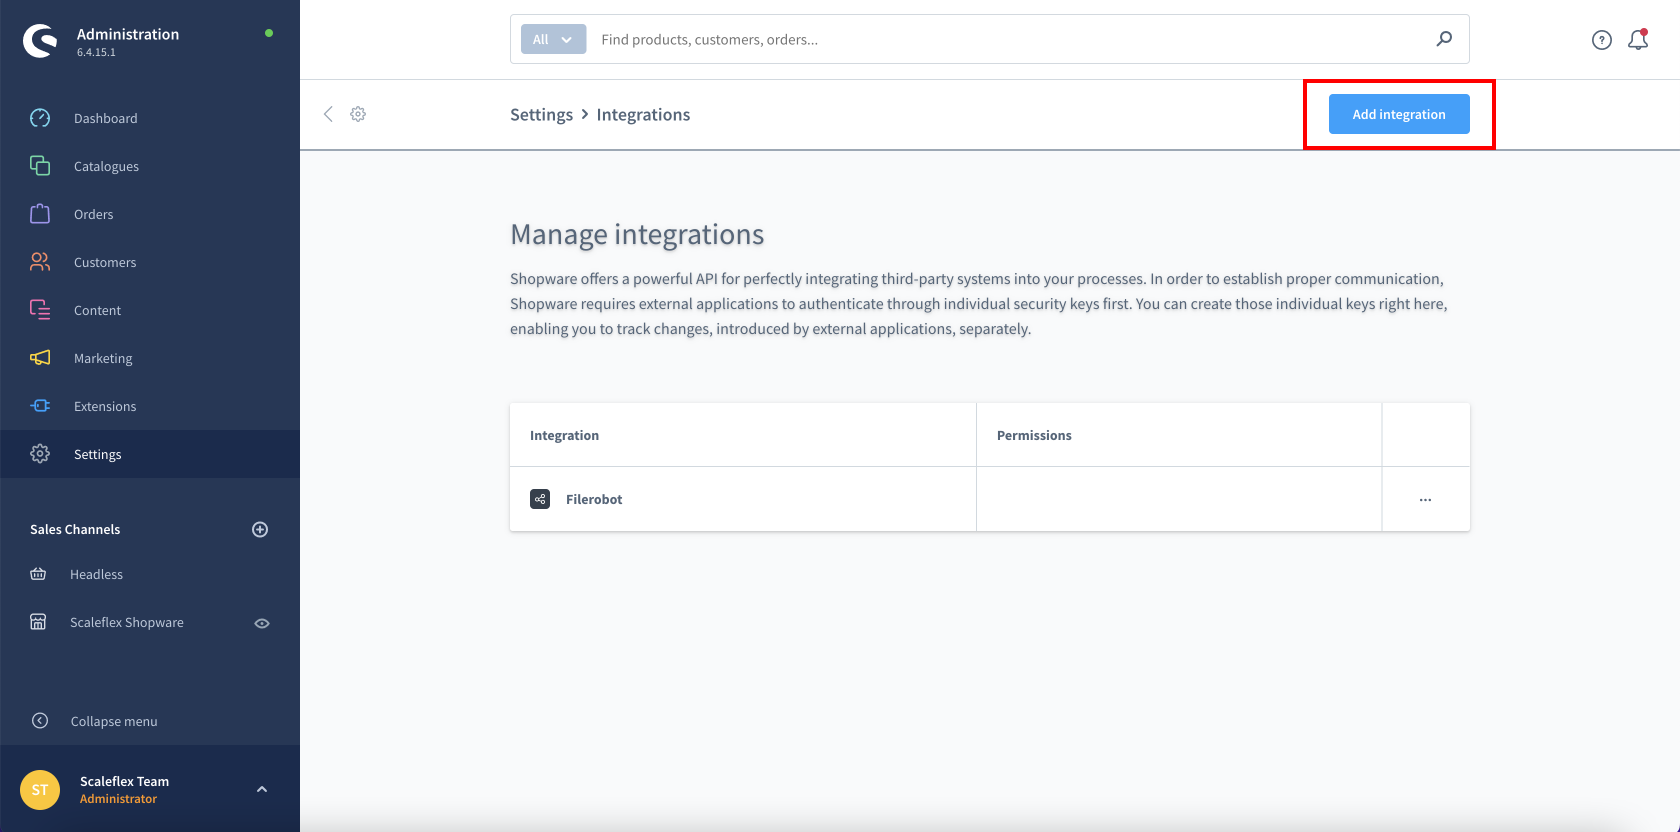 Administration
6.4.15.1
Dashboard
Catalogues
Orders
Customers
Content
Marketing
Extensions
Settings
Sales Channels
Headless
Scaleflex Shopware
Collapse menu
ST
Scaleflex Team
Administrator
All
Find products, customers, orders...
?
Settings > Integrations
Add integration
Manage integrations
Shopware offers a powerful API for perfectly integrating third-party systems into your processes. In order to establish proper communication,
Shopware requires external applications to authenticate through individual security keys first. You can create those individual keys right here,
enabling you to track changes, introduced by external applications, separately.
Integration
Permissions
Filerobot
...